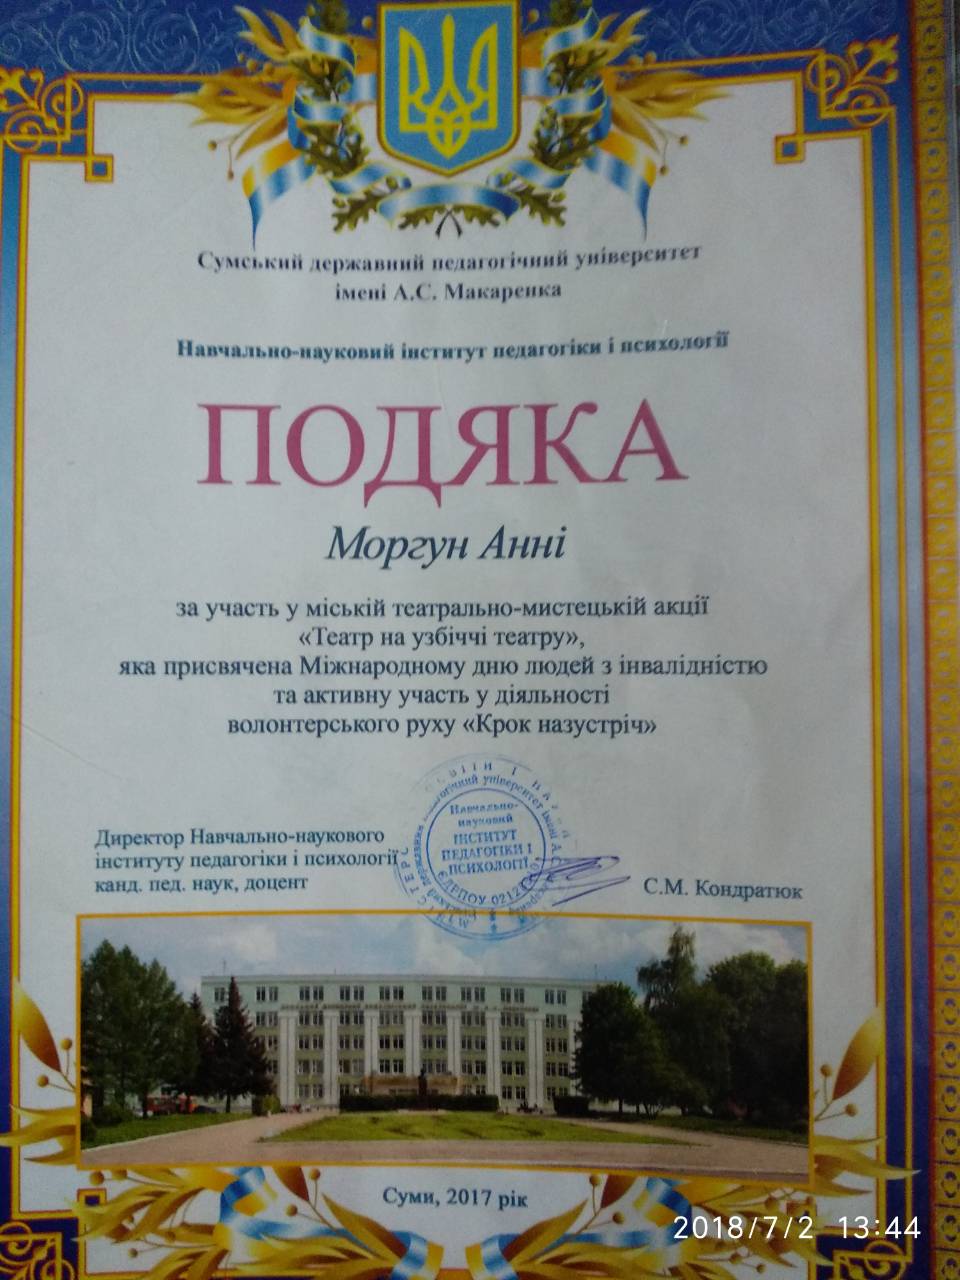 Сумський державний педагогічний університет
імені А.С. Макаренка
Навчально-науковий інститут педагогіки і психології
ПОДЯКА
Моргун Анні
за участь у міській театрально-мистецькій акції
«Театр на узбіччі театру»,
яка присвячена Міжнародному дню людей з інвалідністю
та активну участь у діяльності
волонтерського руху «Крок назустріч»
Навчально-
науковий
ІНСТИТУТ
ПЕДАГОГІКИ І
ПСИХОЛОГІЇ
Директор Навчально-наукового
інституту педагогіки і психології
канд. пед. наук, доцент
С.М. Кондратюк
Суми, 2017 рік
2018/7/2 13:44